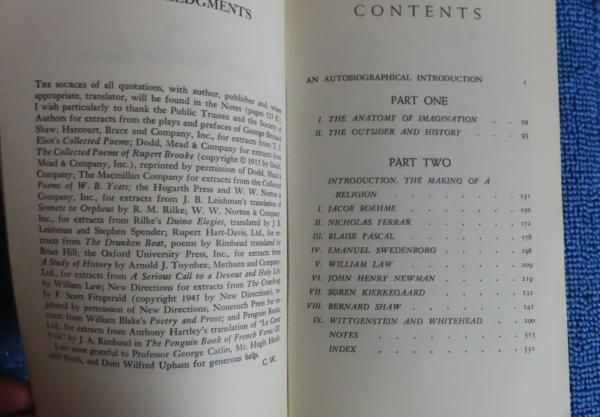 LEDGMENTS
THE SOURCES of all quotations, with author, publisher and, where
appropriate, translator, will be found in the Notes (pages 321 ff.)
I wish particularly to thank the Public Trustee and the Society of
Authors for extracts from the plays and prefaces of George Bernard
Shaw; Harcourt, Brace and Company, Inc., for extracts from T. S.
Eliot's Collected Poems; Dodd, Mead & Company for extracts from
The Collected Poems of Rupert Brooke (copyright © 1915 by Dodd,
Mead & Company, Inc.), reprinted by permission of Dodd, Mead &
Company; The Macmillan Company for extracts from the Collected
Poems of W. B. Yeats; the Hogarth Press and W. W. Norton &
Company, Inc., for extracts from J. B. Leishman's translation of
Sonnets to Orpheus by R. M. Rilke; W. W. Norton & Company,
Inc., for extracts from Rilke's Duino Elegies, translated by J. B.
Leishman and Stephen Spender; Rupert Hart-Davis, Ltd., for extracts
from The Drunken Boat, poems by Rimbaud translated by
Brian Hill; the Oxford University Press, Inc., for extracts from
A Study of History by Arnold J. Toynbee; Methuen and Company,
Ltd., for extracts from A Serious Call to a Devout and Holy Life
by William Law; New Directions for extracts from The Crack-up
by F. Scott Fitzgerald (copyright 1945 by New Directions), reprinted
by permission of New Directions; Nonesuch Press for extracts
from William Blake's Poetry and Prose; and Penguin Books,
Ltd., for extracts from Anthony Hartley's translation of "Le Cœur
Volé" by J. A. Rimbaud in The Penguin Book of French Verse: III.
I am most grateful to Professor George Catlin, Mr. Hugh
Smith, and Dom Wilfred Upham for generous help.
C. W.
CONTENTS
AN AUTOBIOGRAPHICAL INTRODUCTION 1
PART ONE
I. THE ANATOMY OF IMAGINATION . . 39
II. THE OUTSIDER AND HISTORY . . . 93
PART TWO
INTRODUCTION. THE MAKING OF A
RELIGION . . . . . . . 131
I. JACOB BOEHME . . . . . . 150
II. NICHOLAS FERRAR . . . . . . 172
III. BLAISE PASCAL . . . . . . 178
IV. EMANUEL SWEDENBORG . . . . 198
V. WILLIAM LAW . . . . . . 209
VI. JOHN HENRY NEWMAN . . . . 219
VII. SØREN KIERKEGAARD . . . . 232
VIII. BERNARD SHAW . . . . . . 241
IX. WITTGENSTEIN AND WHITEHEAD . . 290
NOTES . . . . . . . . 323
INDEX . . . . . . . . 331